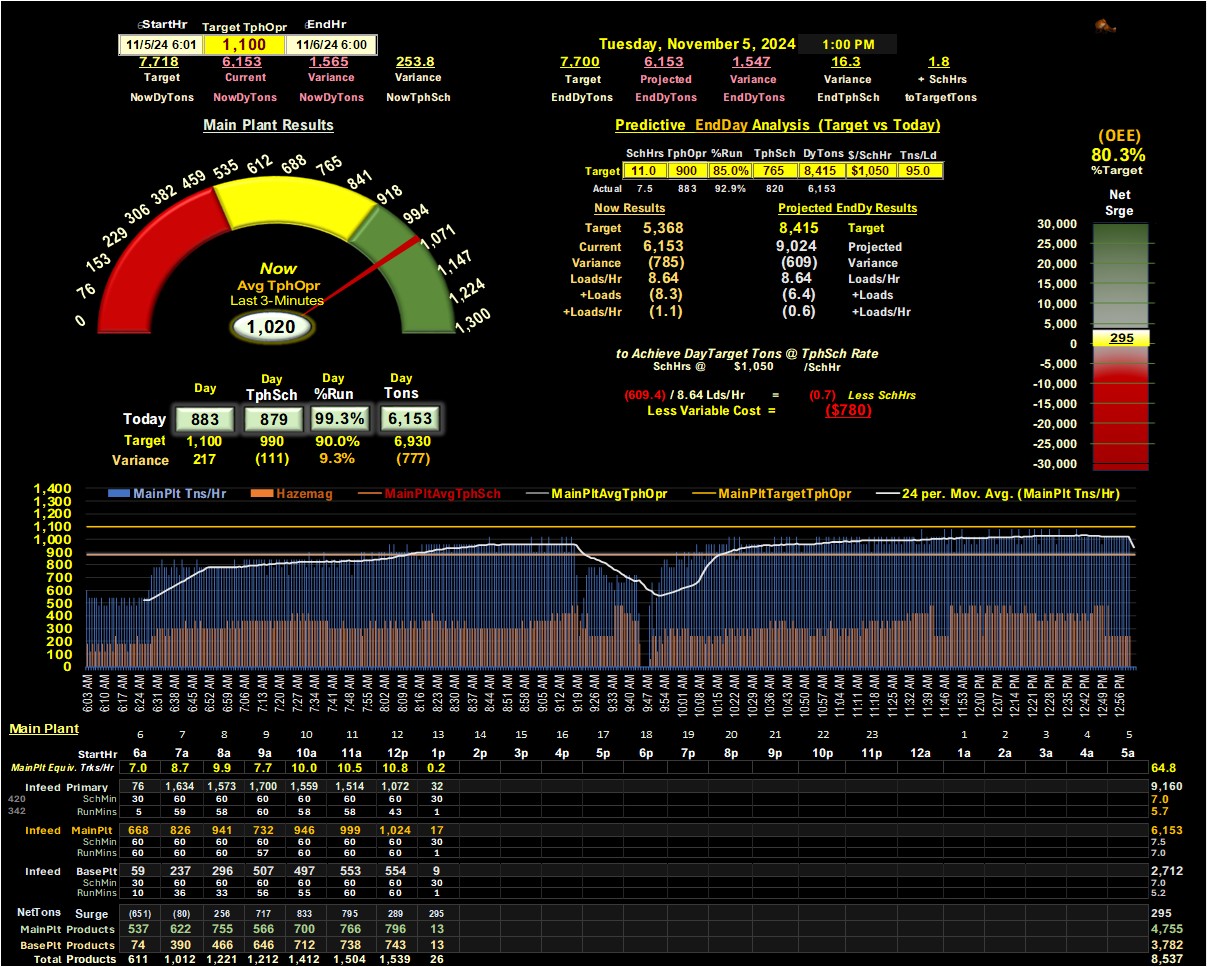 StartHr Target TphOpr EndHr
11/5/24 6:01 1,100 11/6/24 6:00
Tuesday, November 5, 2024 1:00 PM
7,718 6,153 1,565 253.8 7,700 6,153 1,547 16.3 1.8
Target Current Variance Variance Target Projected Variance Variance + SchHrs
NowDyTons NowDyTons NowDyTons NowTphSch EndDyTons EndDyTons EndDyTons EndTphSch toTargetTons
Main Plant Results
0 76 153 229 306 382 459 535 612 688 765 841 918 994 1,071 1,147 1,224 1,300
Now
Avg TphOpr
Last 3-Minutes
1,020
Predictive EndDay Analysis (Target vs Today)
SchHrs TphOpr %Run TphSch DyTons $/SchHr Tns/Ld
Target 11.0 900 85.0% 765 8,415 $1,050 95.0
Actual 7.5 883 92.9% 820 6,153
Now Results Projected EndDy Results
Target 5,368 8,415 Target
Current 6,153 9,024 Projected
Variance (785) (609) Variance
Loads/Hr 8.64 8.64 Loads/Hr
+Loads (8.3) (6.4) +Loads
+Loads/Hr (1.1) (0.6) +Loads/Hr
to Achieve DayTarget Tons @ TphSch Rate
SchHrs @ $1,050 /SchHr
(609.4) / 8.64 Lds/Hr = (0.7) Less SchHrs
Less Variable Cost = ($780)
(OEE)
80.3%
%Target
Net
Srge
30,000
25,000
20,000
15,000
10,000
5,000
0
-5,000
-10,000
-15,000
-20,000
-25,000
-30,000
295
Day Day TphSch Day %Run Day Tons
Today 883 879 99.3% 6,153
Target 1,100 990 90.0% 6,930
Variance 217 (111) 9.3% (777)
MainPlt Tns/Hr Hazemag MainPltAvgTphSch MainPltAvgTphOpr MainPltTargetTphOpr 24 per. Mov. Avg. (MainPlt Tns/Hr)
1,400
1,300
1,200
1,100
1,000
900
800
700
600
500
400
300
200
100
0
6:03 AM 6:10 AM 6:17 AM 6:24 AM 6:31 AM 6:38 AM 6:45 AM 6:52 AM 6:59 AM 7:06 AM 7:13 AM 7:20 AM 7:27 AM 7:34 AM 7:41 AM 7:48 AM 7:55 AM 8:02 AM 8:09 AM 8:16 AM 8:23 AM 8:30 AM 8:37 AM 8:44 AM 8:51 AM 8:58 AM 9:05 AM 9:12 AM 9:19 AM 9:26 AM 9:33 AM 9:40 AM 9:47 AM 9:54 AM 10:01 AM 10:08 AM 10:15 AM 10:22 AM 10:29 AM 10:36 AM 10:43 AM 10:50 AM 10:57 AM 11:04 AM 11:11 AM 11:18 AM 11:25 AM 11:32 AM 11:39 AM 11:46 AM 11:53 AM 12:00 PM 12:07 PM 12:14 PM 12:21 PM 12:28 PM 12:35 PM 12:42 PM 12:49 PM 12:56 PM
Main Plant
6 7 8 9 10 11 12 13 14 15 16 17 18 19 20 21 22 23 1 2 3 4 5
StartHr 6a 7a 8a 9a 10a 11a 12p 1p 2p 3p 4p 5p 6p 7p 8p 9p 10p 11p 12a 1a 2a 3a 4a 5a
MainPlt Equiv. Trks/Hr 7.0 8.7 9.9 7.7 10.0 10.5 10.8 0.2 64.8
Infeed Primary 76 1,634 1,573 1,700 1,559 1,514 1,072 32 9,160
420 SchMin 30 60 60 60 60 60 60 30 7.0
342 RunMins 5 59 58 60 58 58 43 1 5.7
Infeed MainPlt 668 826 941 732 946 999 1,024 17 6,153
SchMin 60 60 60 60 60 60 60 30 7.5
RunMins 60 60 60 57 60 60 60 1 7.0
Infeed BasePlt 59 237 296 507 497 553 554 9 2,712
SchMin 30 60 60 60 60 60 60 30 7.0
RunMins 10 36 33 56 55 60 60 1 5.2
NetTons Surge (651) (80) 256 717 833 795 289 295 295
MainPlt Products 537 622 755 566 700 766 796 13 4,755
BasePlt Products 74 390 466 646 712 738 743 13 3,782
Total Products 611 1,012 1,221 1,212 1,412 1,504 1,539 26 8,537